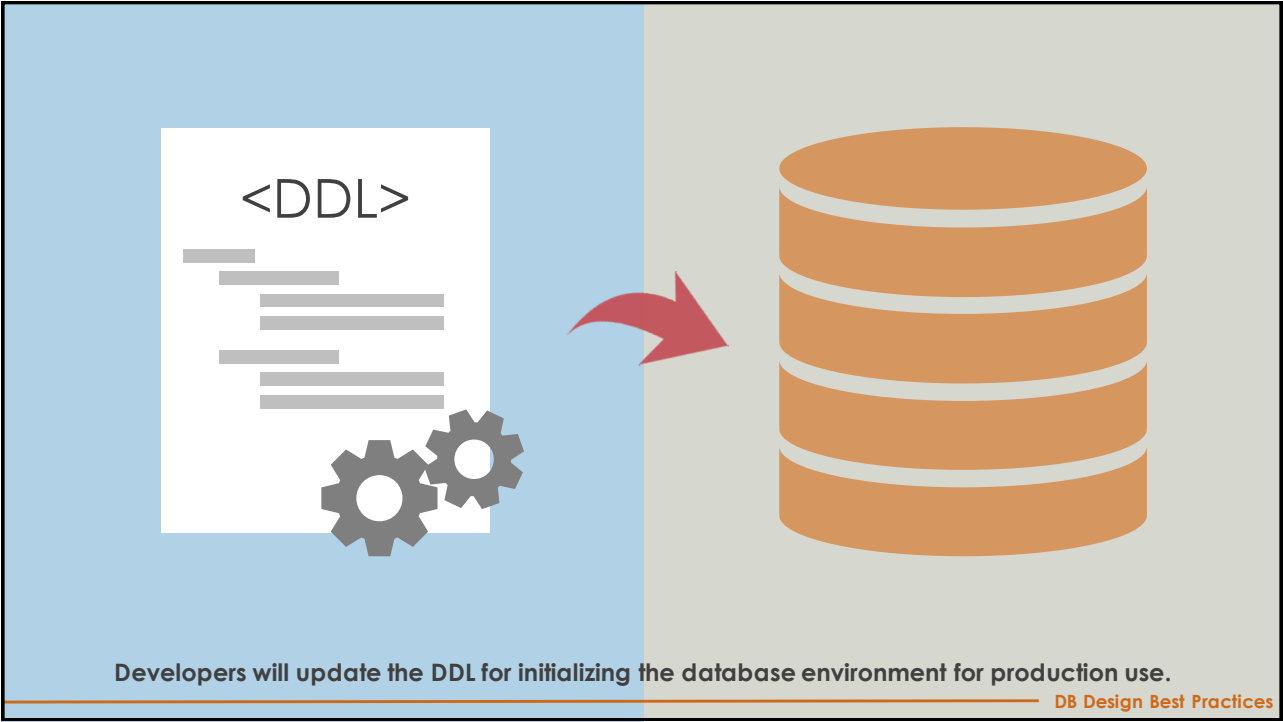 <DDL>
Developers will update the DDL for initializing the database environment for production use.
DB Design Best Practices